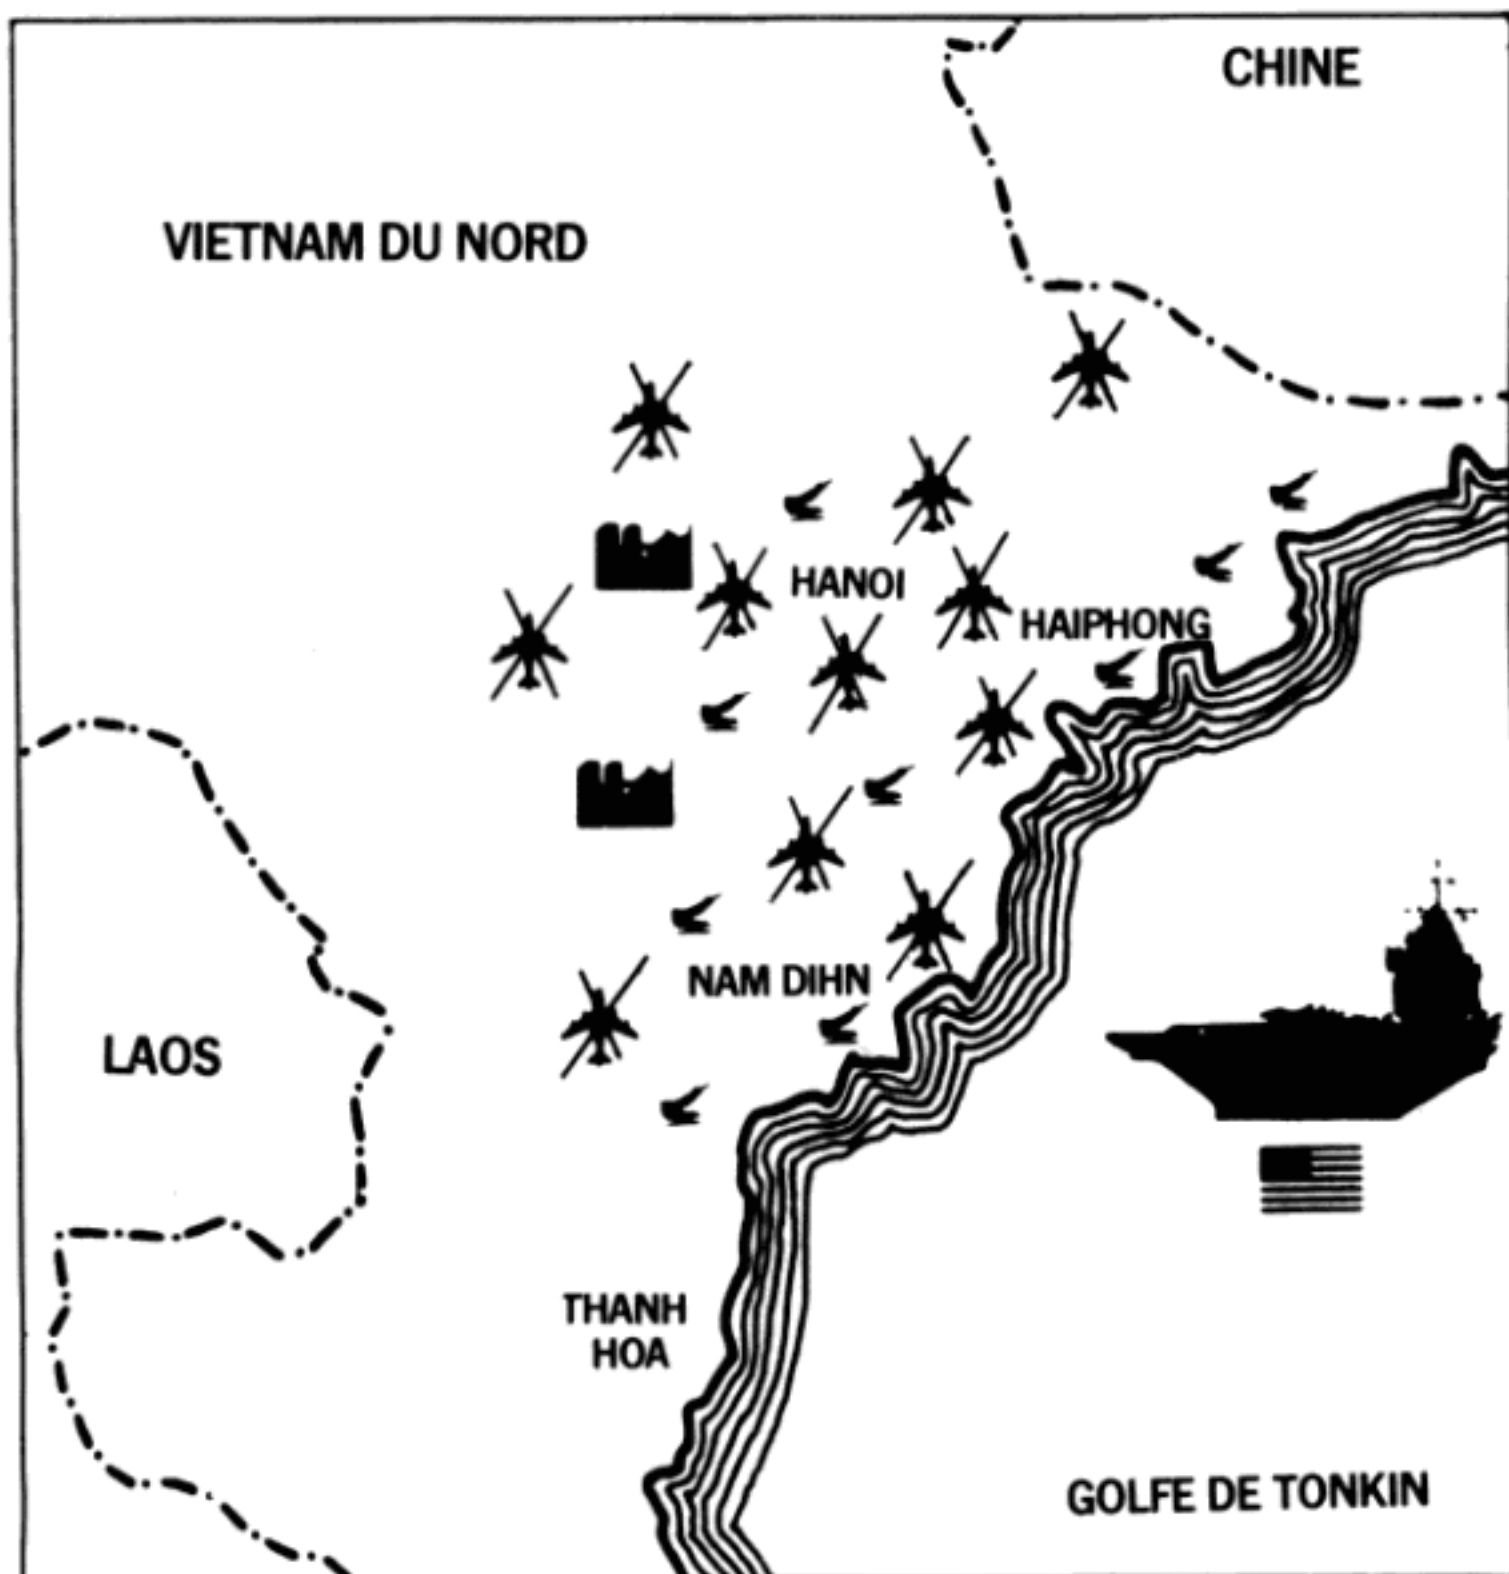 CHINE
VIETNAM DU NORD
HANOI
HAIPHONG
NAM DIHN
LAOS
THANH
HOA
GOLFE DE TONKIN